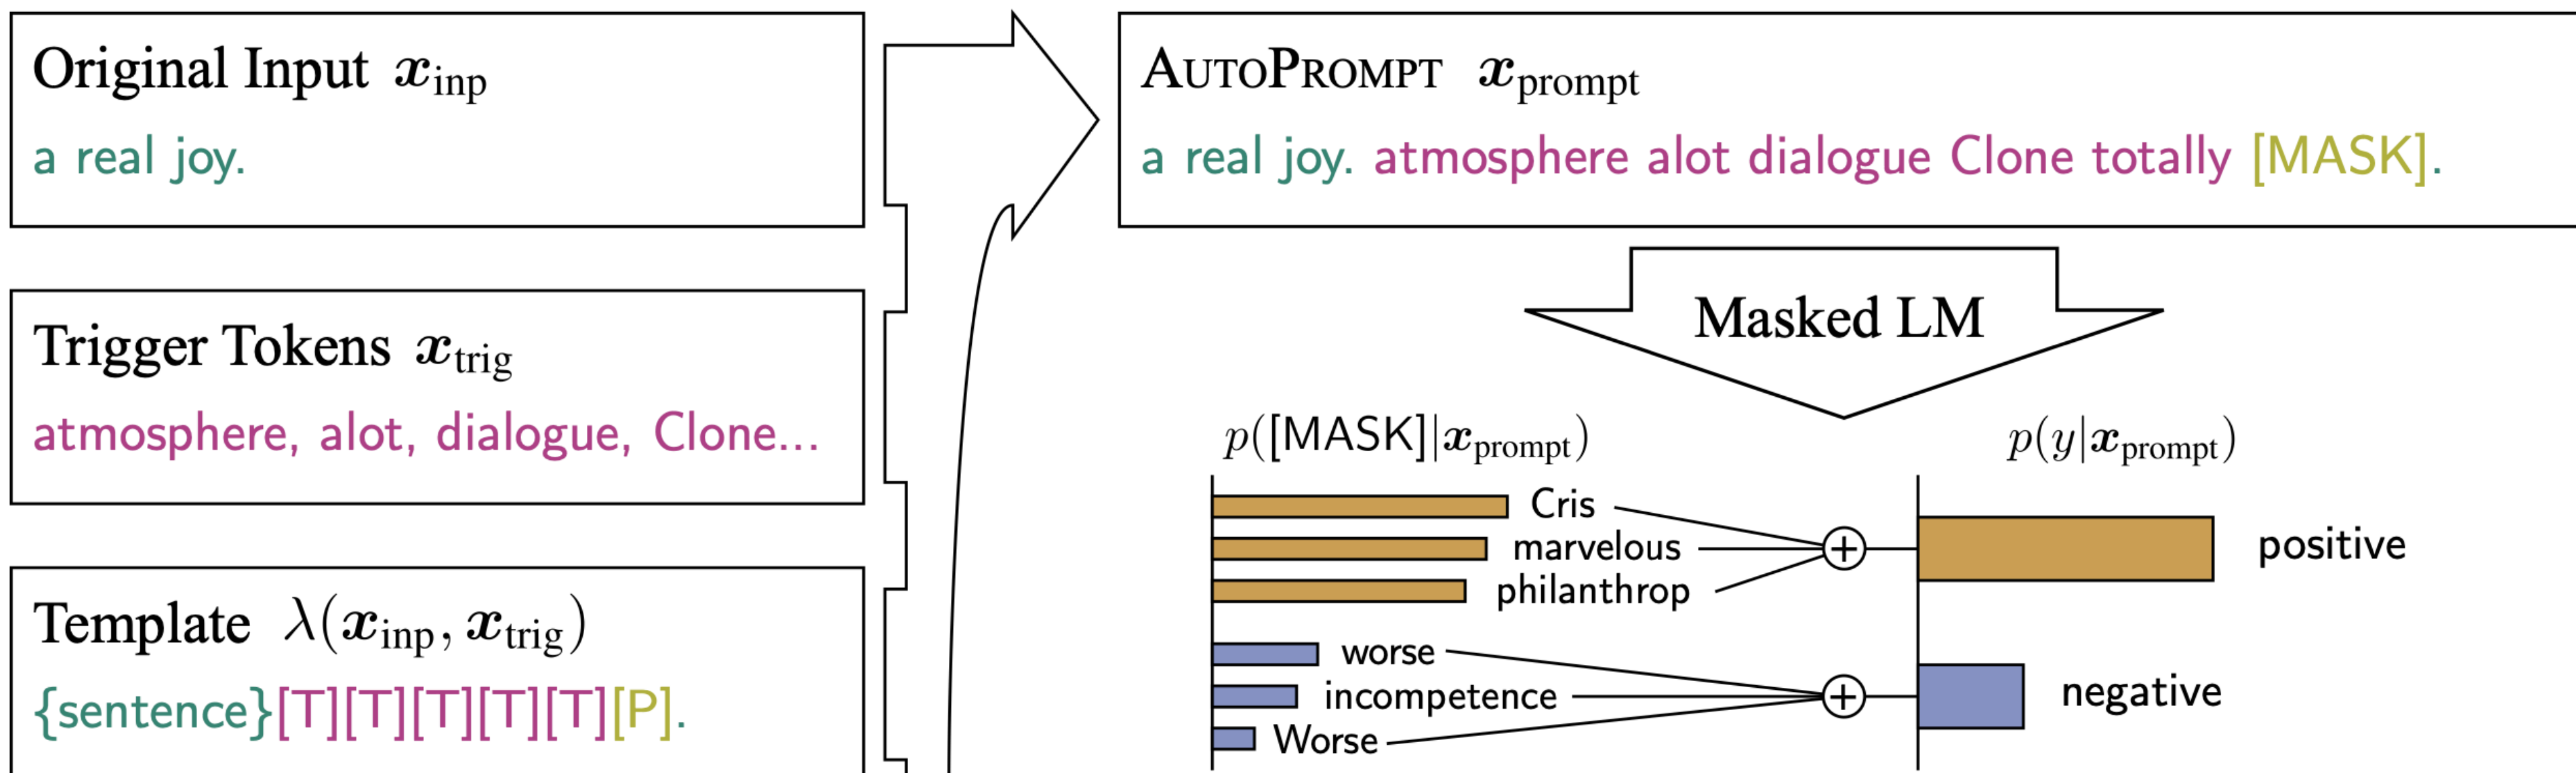 Original Input x_inp
a real joy.
Trigger Tokens x_trig
atmosphere, alot, dialogue, Clone...
Template λ(x_inp, x_trig)
{sentence}[T][T][T][T][T][P].
AUTOPROMPT x_prompt
a real joy. atmosphere alot dialogue Clone totally [MASK].
Masked LM
p([MASK]|x_prompt)
Cris
marvelous
philanthrop
worse
incompetence
Worse
p(y|x_prompt)
positive
negative